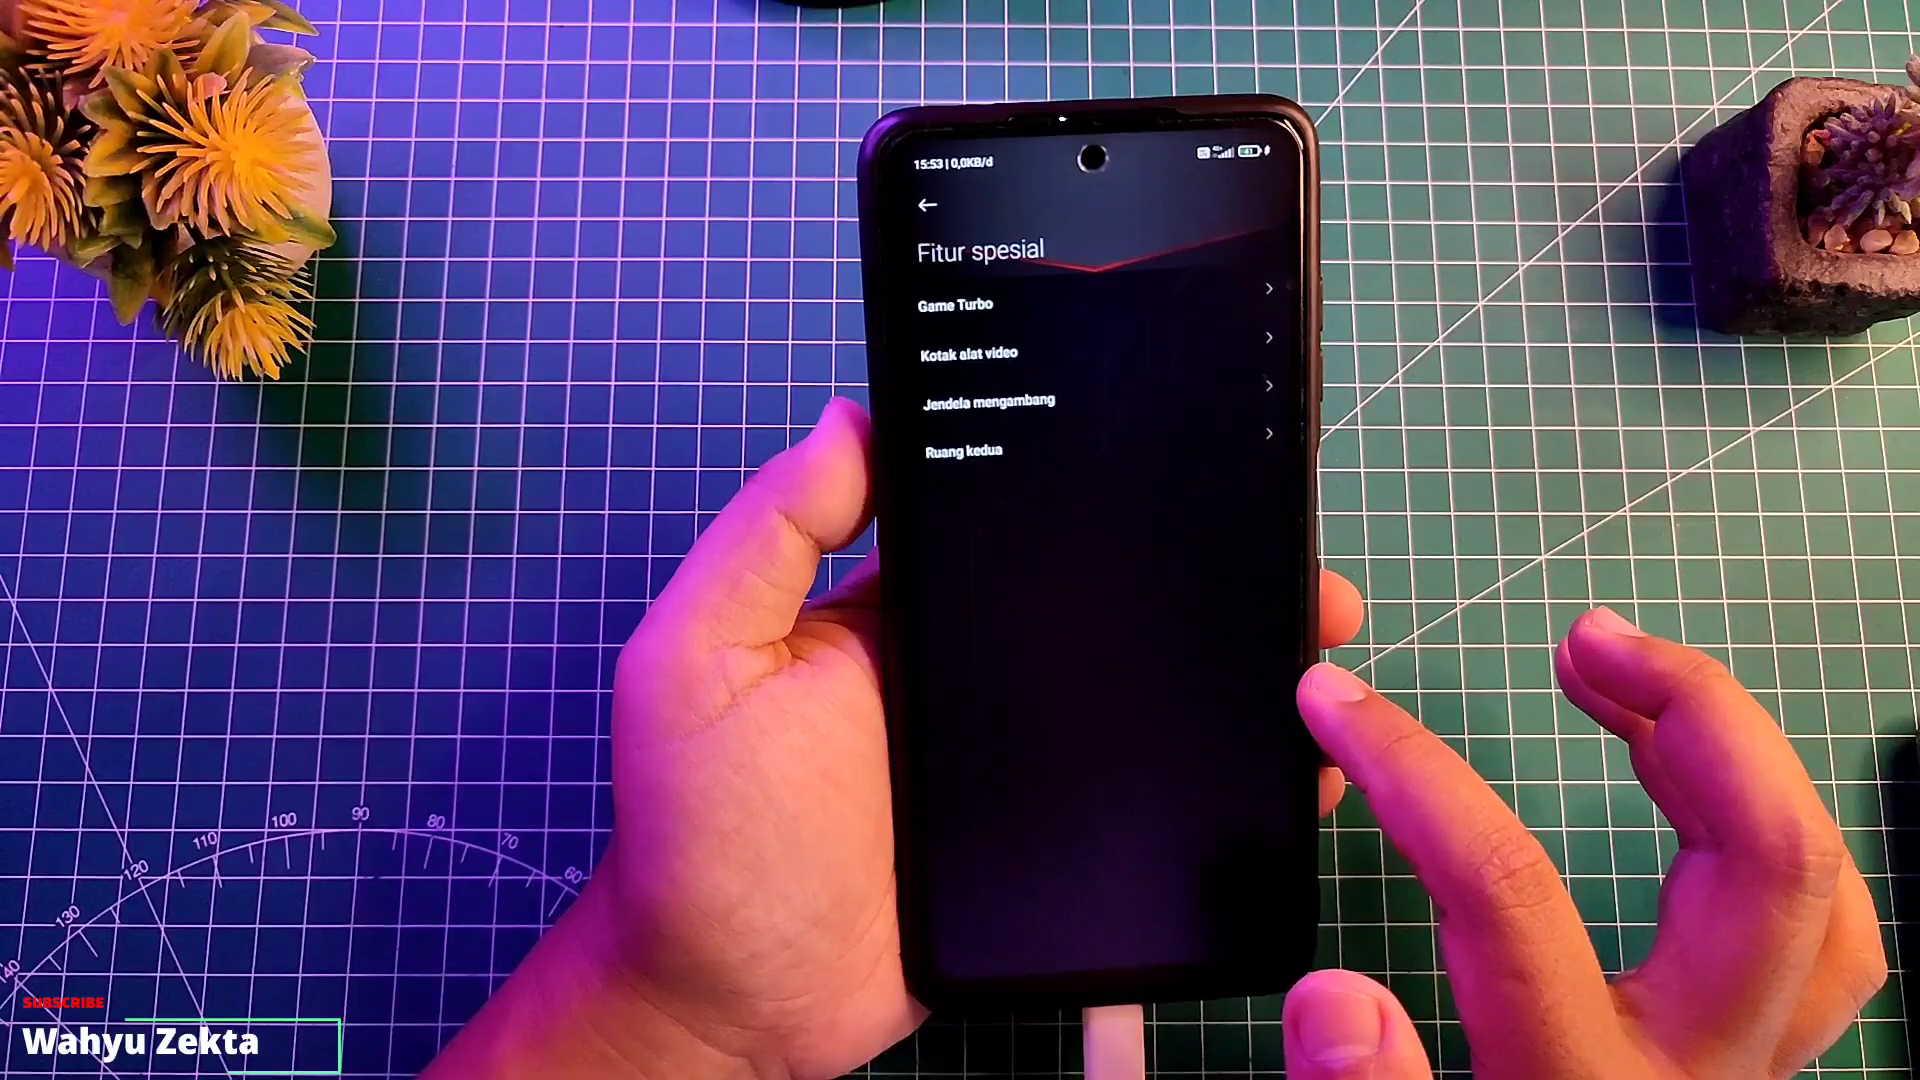 15:53 | 0,0KB/d
41
Fitur spesial
Game Turbo
Kotak alat video
Jendela mengambang
Ruang kedua
140
130
120
110
100
90
80
70
60
SUBSCRIBE
Wahyu Zekta